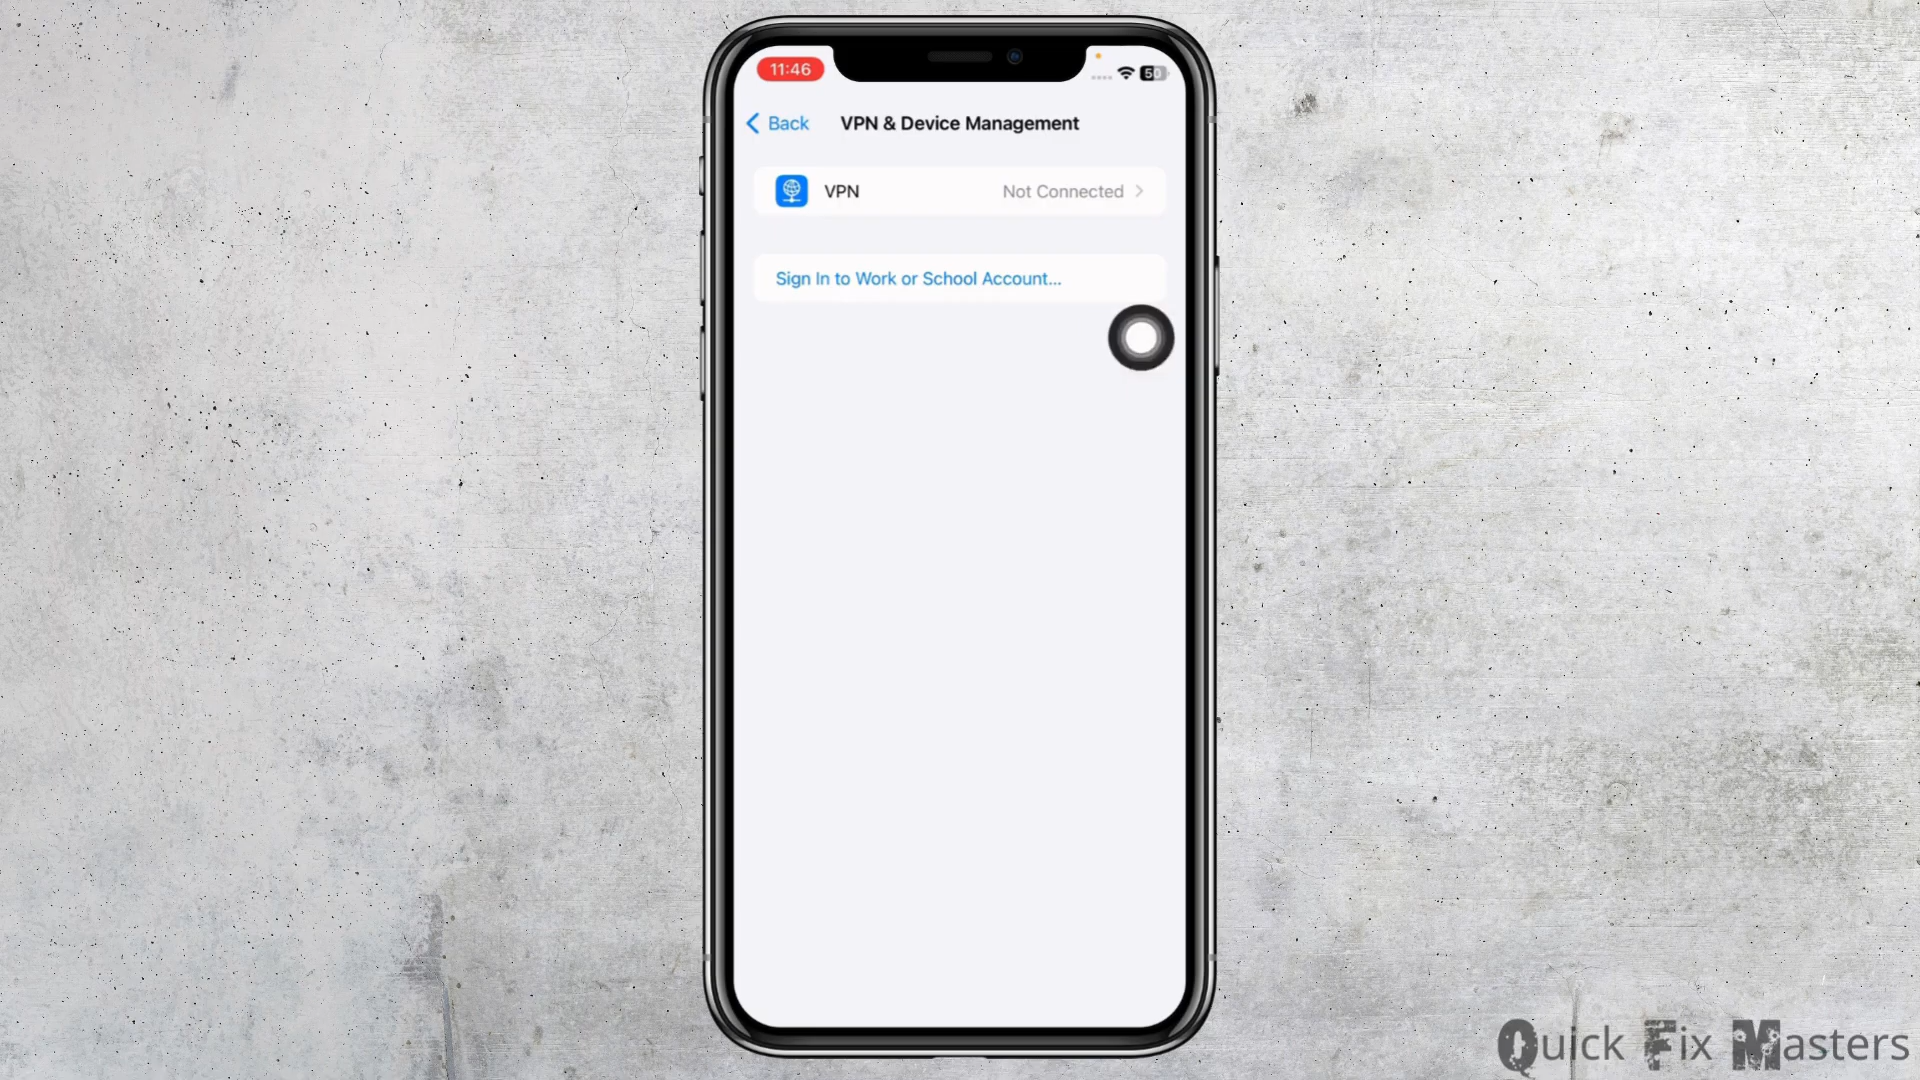 11:46
50
Back
VPN & Device Management
VPN
Not Connected
Sign In to Work or School Account...
Quick Fix Masters